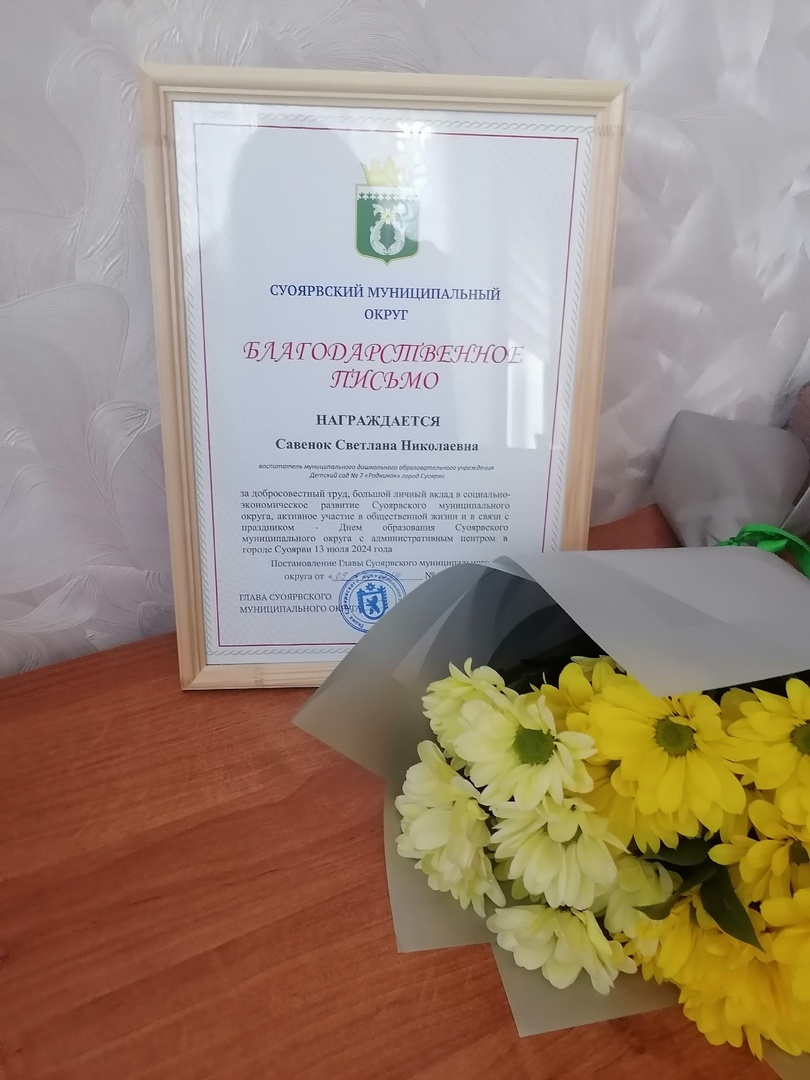 СУОЯРВСКИЙ МУНИЦИПАЛЬНЫЙ
ОКРУГ
БЛАГОДАРСТВЕННОЕ
ПИСЬМО
НАГРАЖДАЕТСЯ
Савенок Светлана Николаевна
воспитатель муниципального дошкольного образовательного учреждения
Детский сад № 7 «Родничок» город Суоярви
за добросовестный труд, большой личный вклад в социально-
экономическое развитие Суоярвского муниципального
округа, активное участие в общественной жизни и в связи с
праздником - Днем образования Суоярвского
муниципального округа с административным центром в
городе Суоярви 13 июля 2024 года
Постановление Главы Суоярвского муниципального
округа от
ГЛАВА СУОЯРВСКОГО
МУНИЦИПАЛЬНОГО ОКРУГА